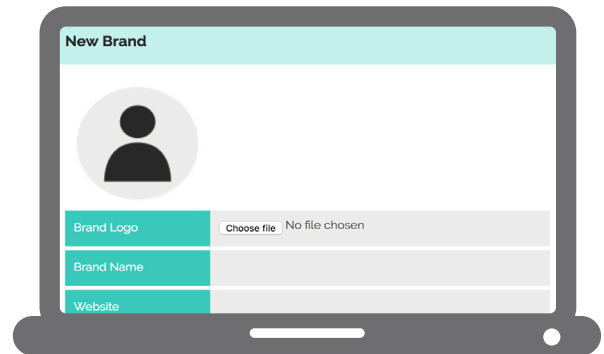 New Brand
Brand Logo
Choose file No file chosen
Brand Name
Website